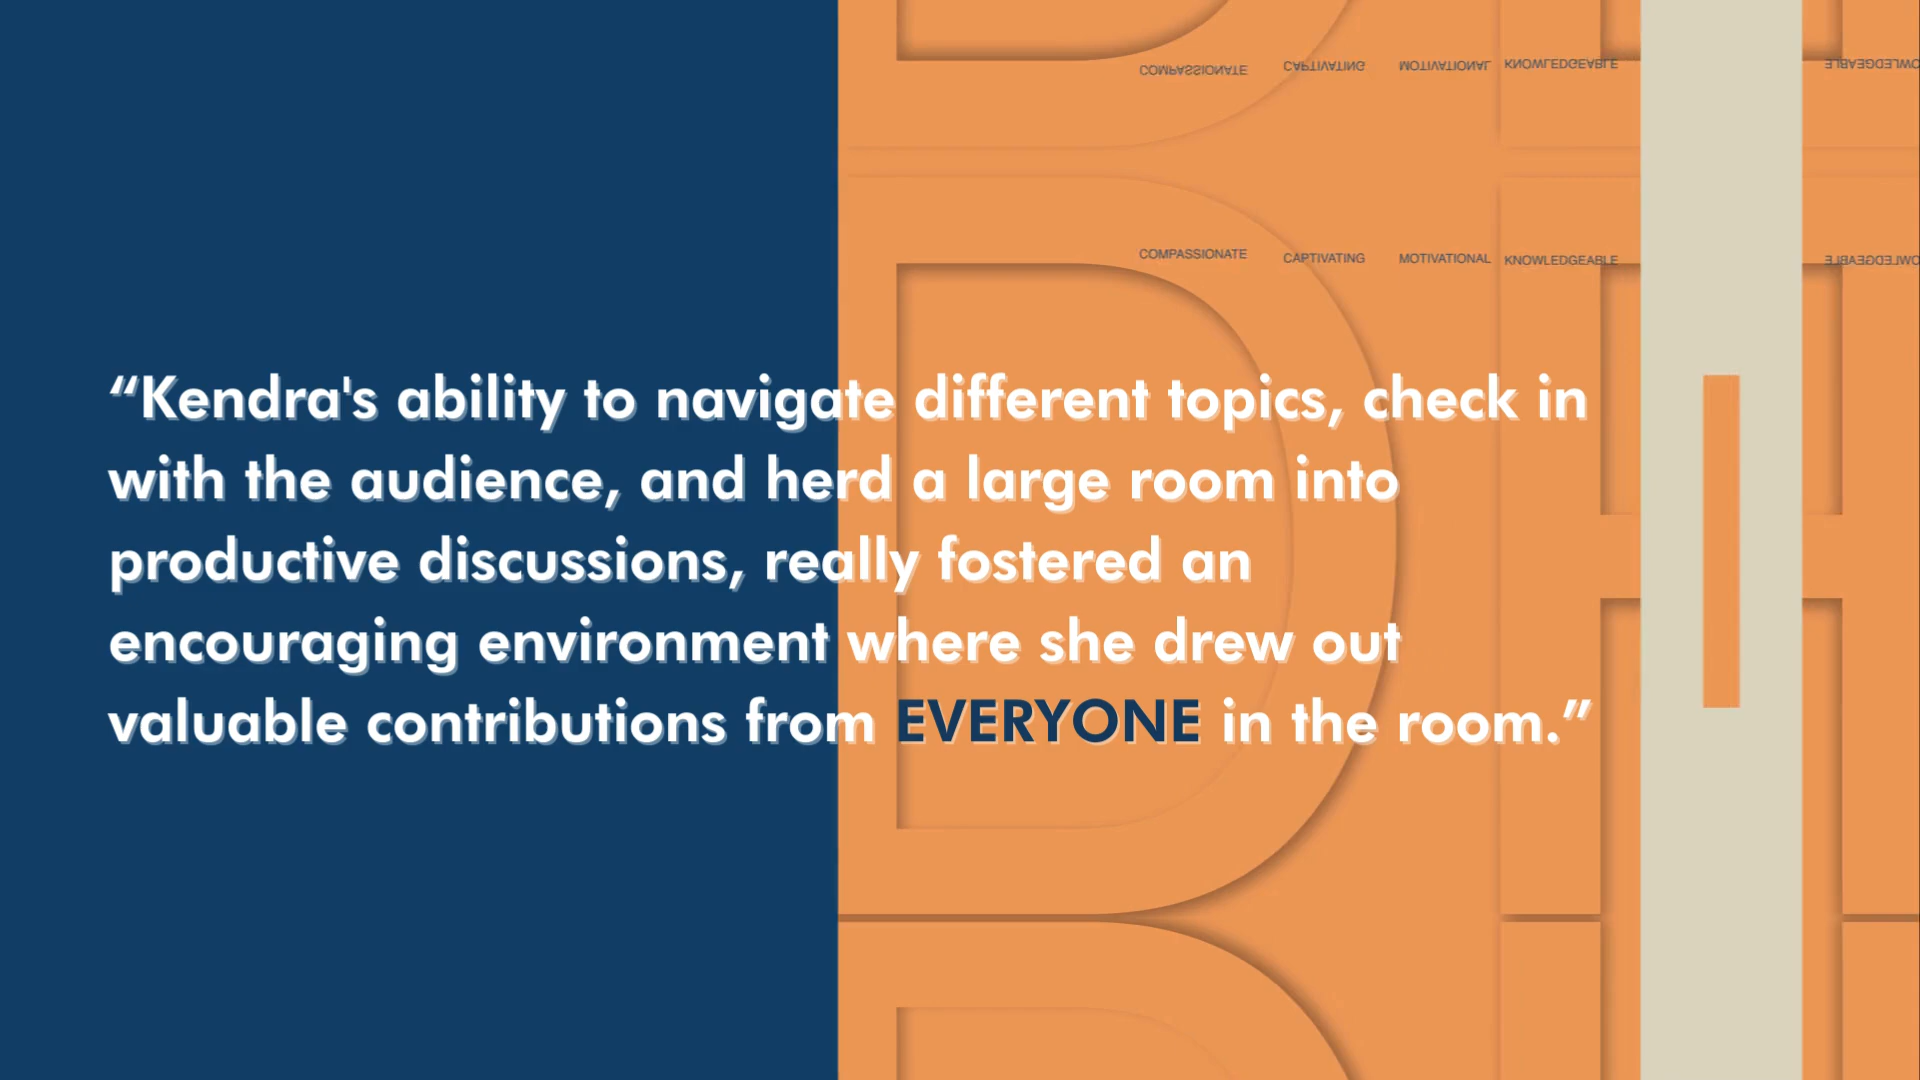 COMPASSIONATE CAPTIVATING MOTIVATIONAL KNOWLEDGEABLE
COMPASSIONATE CAPTIVATING MOTIVATIONAL KNOWLEDGEABLE
“Kendra's ability to navigate different topics, check in
with the audience, and herd a large room into
productive discussions, really fostered an
encouraging environment where she drew out
valuable contributions from EVERYONE in the room.”